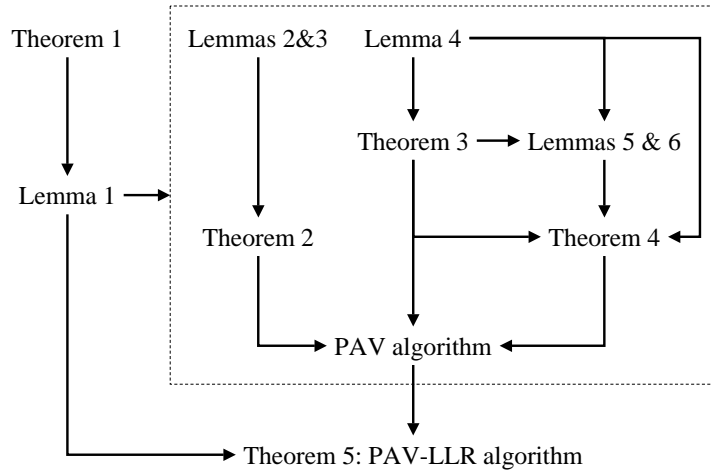 Theorem 1
Lemmas 2&3
Lemma 4
Theorem 3
Lemmas 5 & 6
Lemma 1
Theorem 2
Theorem 4
PAV algorithm
Theorem 5: PAV-LLR algorithm